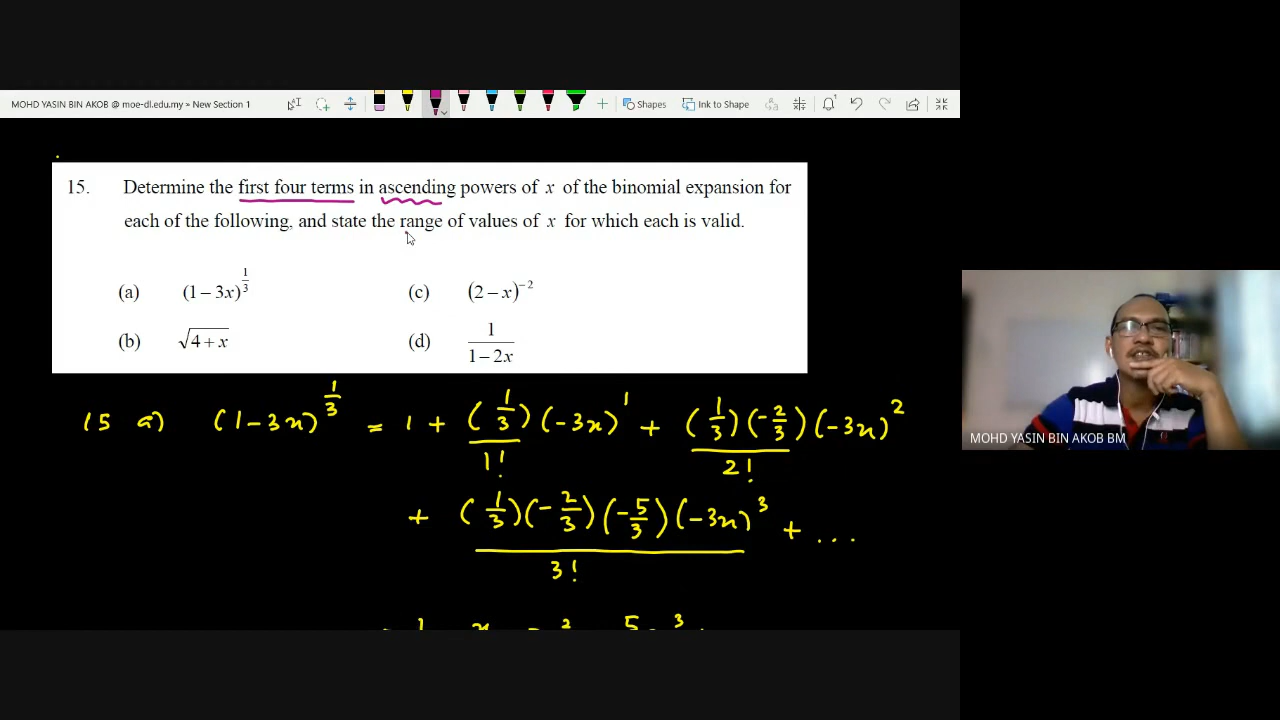 MOHD YASIN BIN AKOB @ moe-dl.edu.my » New Section 1
Shapes
Ink to Shape
15. Determine the first four terms in ascending powers of x of the binomial expansion for
each of the following, and state the range of values of x for which each is valid.
(a) (1 – 3x)^(1/3) (c) (2 – x)^(–2)
(b) √(4 + x) (d) 1/(1 – 2x)
15 a) (1-3x)^(1/3) = 1 + (1/3)/1! (-3x)^1 + (1/3)(-2/3)/2! (-3x)^2
+ (1/3)(-2/3)(-5/3)(-3x)^3/3! + ...
MOHD YASIN BIN AKOB BM